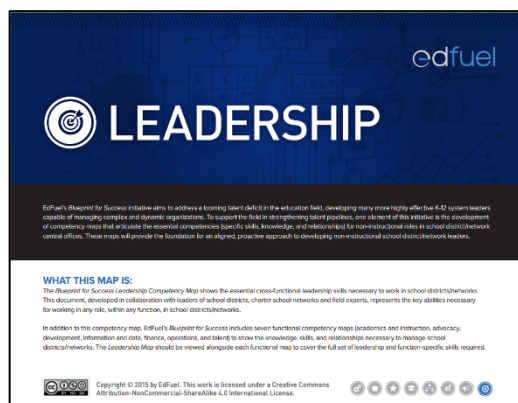 edfuel
LEADERSHIP
EdFuel's Blueprint for Success initiative aims to address a looming talent deficit in the education field, developing many more highly effective K-12 system leaders
capable of managing complex and dynamic organizations. To support the field in strengthening talent pipelines, one element of this initiative is the development
of competency maps that articulate the essential competencies (specific skills, knowledge, and relationships) for non-instructional roles in school district/network
central offices. These maps will provide the foundation for an aligned, proactive approach to developing non-instructional school district/network leaders.
WHAT THIS MAP IS:
The Blueprint for Success Leadership Competency Map shows the essential cross-functional leadership skills necessary to work in school districts/networks.
This document, developed in collaboration with leaders of school districts, charter school networks and field experts, represents the key abilities necessary
for working in any role, within any function, in school districts/networks.
In addition to this competency map, EdFuel's Blueprint for Success includes seven functional competency maps (academics and instruction, advocacy,
development, information and data, finance, operations, and talent) to show the knowledge, skills, and relationships necessary to manage school
districts/networks. The Leadership Map should be viewed alongside each functional map to cover the full set of leadership and function-specific skills required.
cc
BY NC SA
Copyright © 2015 by EdFuel. This work is licensed under a Creative Commons
Attribution-NonCommercial-ShareAlike 4.0 International License.